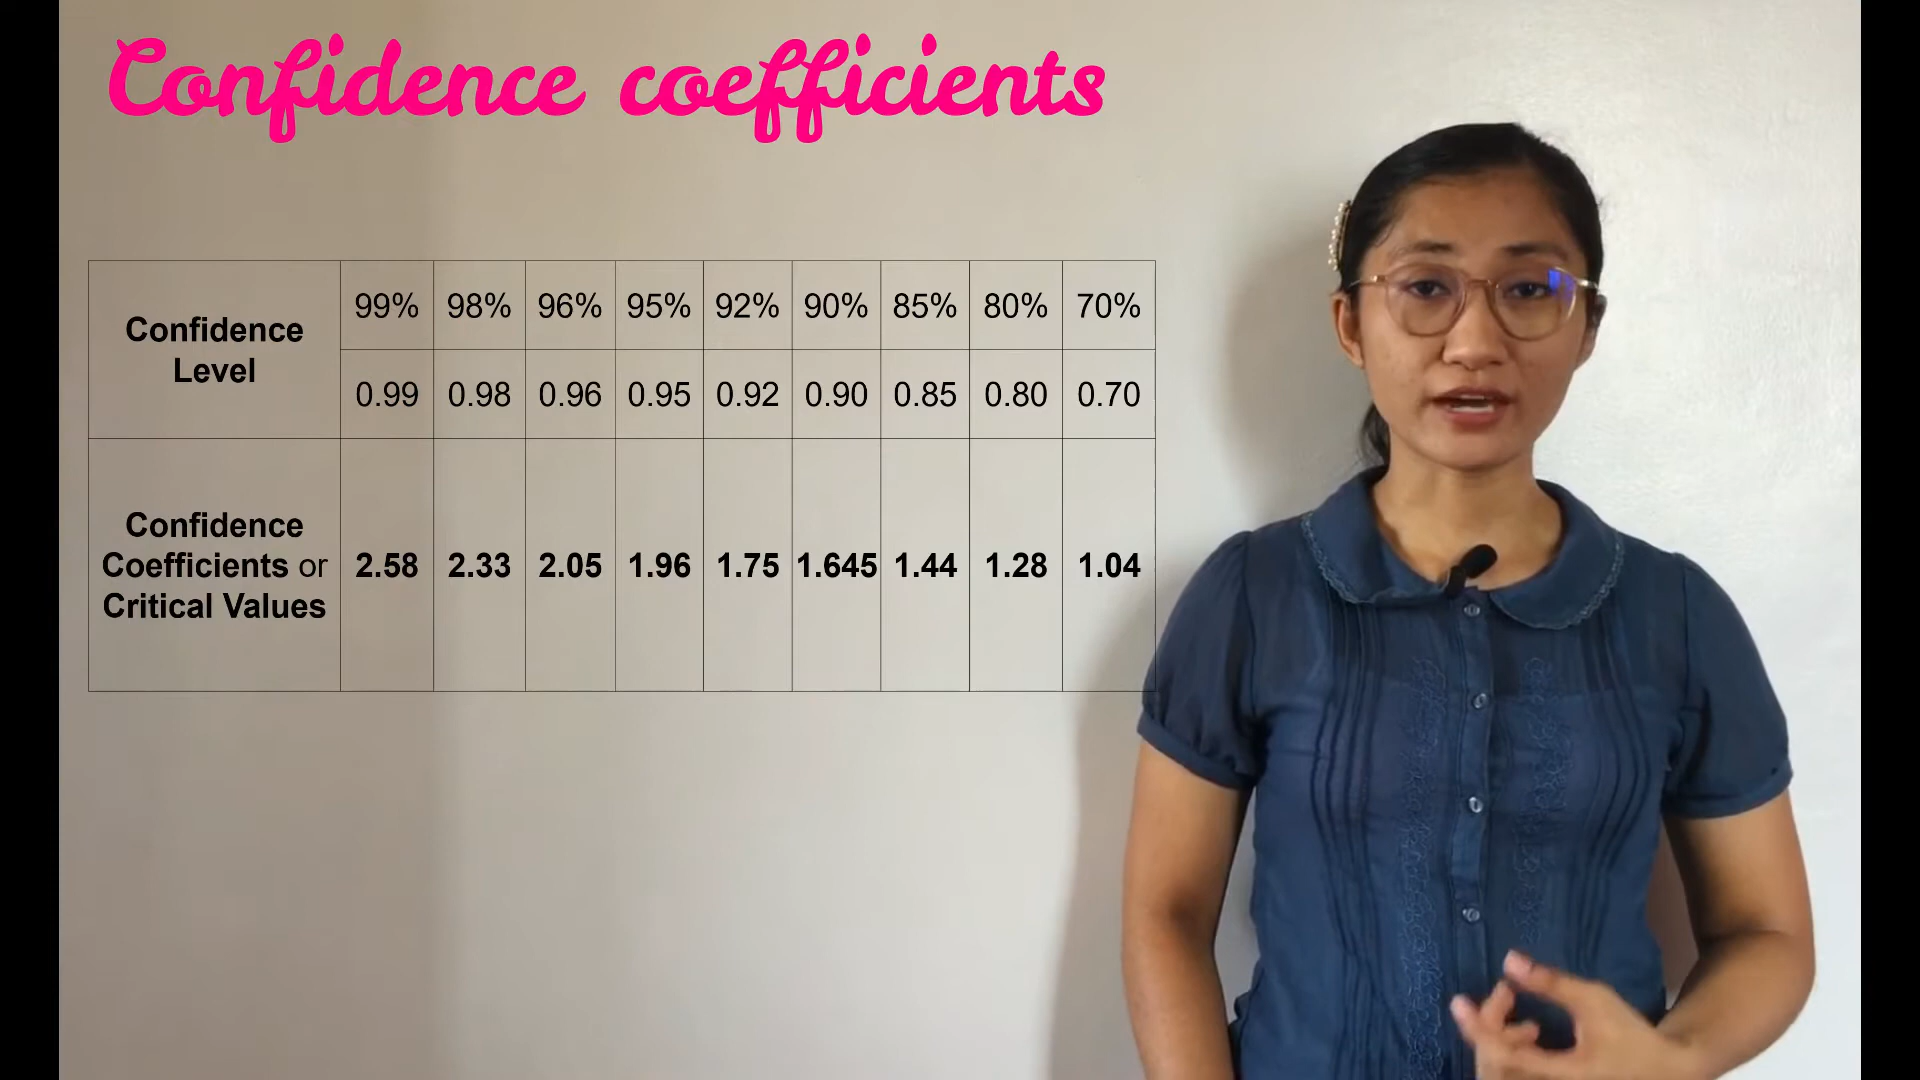 Confidence coefficients
Confidence
Level
99% 98% 96% 95% 92% 90% 85% 80% 70%
0.99 0.98 0.96 0.95 0.92 0.90 0.85 0.80 0.70
Confidence
Coefficients or
Critical Values
2.58 2.33 2.05 1.96 1.75 1.645 1.44 1.28 1.04